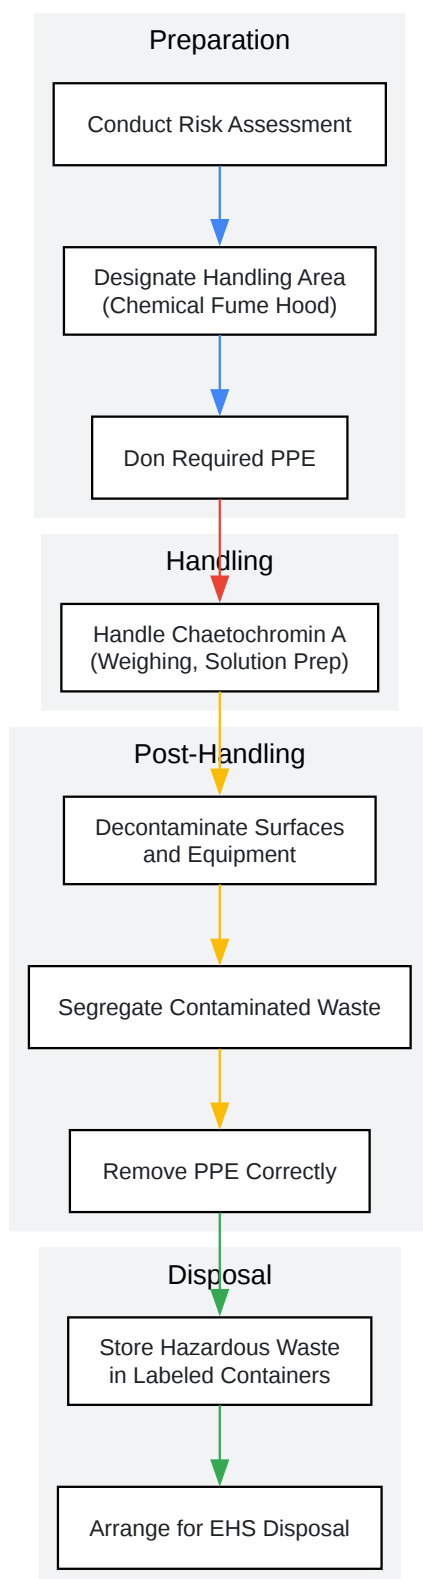 Preparation
Conduct Risk Assessment
Designate Handling Area
(Chemical Fume Hood)
Don Required PPE
Handling
Handle Chaetochromin A
(Weighing, Solution Prep)
Post-Handling
Decontaminate Surfaces
and Equipment
Segregate Contaminated Waste
Remove PPE Correctly
Disposal
Store Hazardous Waste
in Labeled Containers
Arrange for EHS Disposal